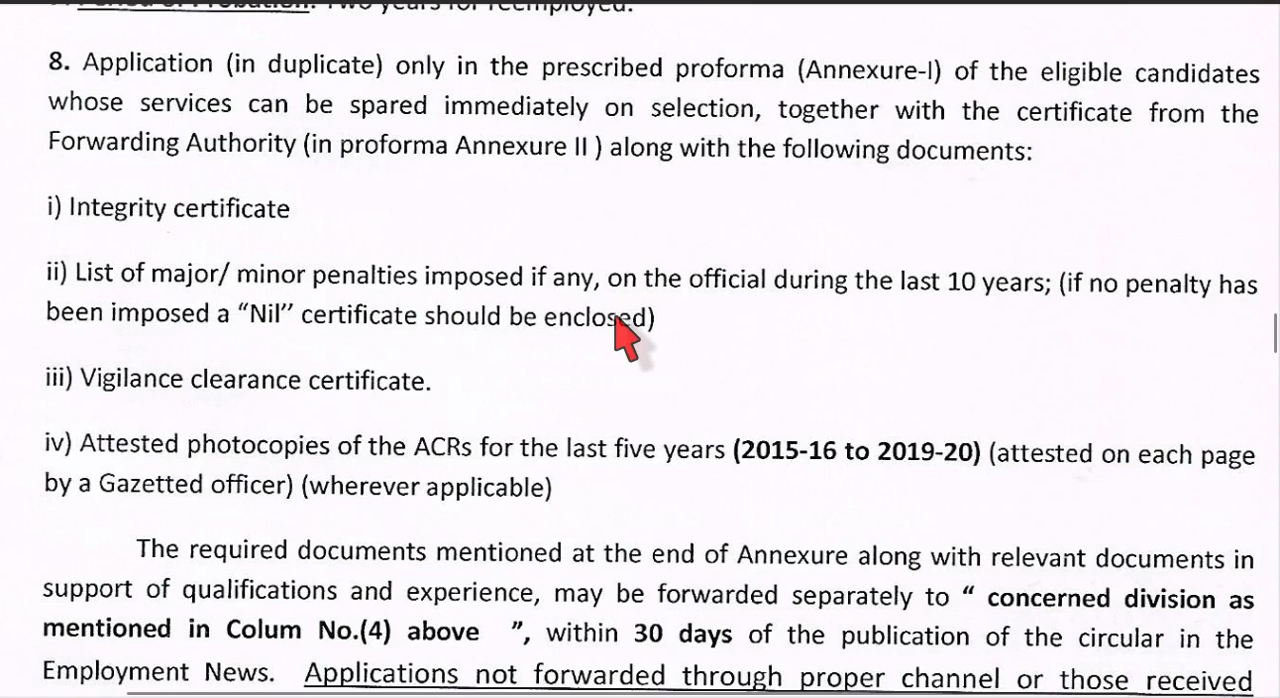 Period of Probation: Two years for reemployed.
8. Application (in duplicate) only in the prescribed proforma (Annexure-I) of the eligible candidates
whose services can be spared immediately on selection, together with the certificate from the
Forwarding Authority (in proforma Annexure II ) along with the following documents:
i) Integrity certificate
ii) List of major/ minor penalties imposed if any, on the official during the last 10 years; (if no penalty has
been imposed a “Nil” certificate should be enclosed)
iii) Vigilance clearance certificate.
iv) Attested photocopies of the ACRs for the last five years (2015-16 to 2019-20) (attested on each page
by a Gazetted officer) (wherever applicable)
The required documents mentioned at the end of Annexure along with relevant documents in
support of qualifications and experience, may be forwarded separately to “ concerned division as
mentioned in Colum No.(4) above ”, within 30 days of the publication of the circular in the
Employment News. Applications not forwarded through proper channel or those received